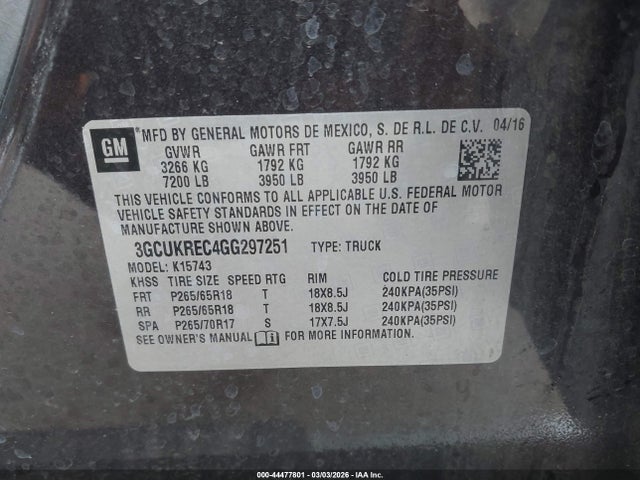 GM ® MFD BY GENERAL MOTORS DE MEXICO, S. DE R.L. DE C.V. 04/16
GVWR GAWR FRT GAWR RR
3266 KG 1792 KG 1792 KG
7200 LB 3950 LB 3950 LB
THIS VEHICLE CONFORMS TO ALL APPLICABLE U.S. FEDERAL MOTOR
VEHICLE SAFETY STANDARDS IN EFFECT ON THE DATE OF
MANUFACTURE SHOWN ABOVE.
3GCUKREC4GG297251 TYPE: TRUCK
MODEL: K15743
KHSS TIRE SIZE SPEED RTG RIM COLD TIRE PRESSURE
FRT P265/65R18 T 18X8.5J 240KPA(35PSI)
RR P265/65R18 T 18X8.5J 240KPA(35PSI)
SPA P265/70R17 S 17X7.5J 240KPA(35PSI)
SEE OWNER'S MANUAL FOR MORE INFORMATION.
000-44477801 - 03/03/2026 - IAA Inc.